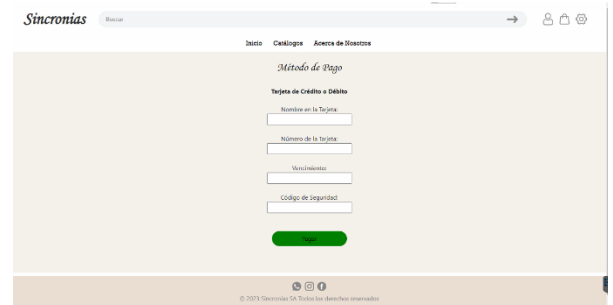 Sincronias
Buscar
Inicio Catálogos Acerca de Nosotros
Método de Pago
Tarjeta de Crédito o Débito
Nombre en la Tarjeta:
Número de la Tarjeta:
Vencimiento:
Código de Seguridad:
Pagar
© 2023 Sincronias SA Todos los derechos reservados